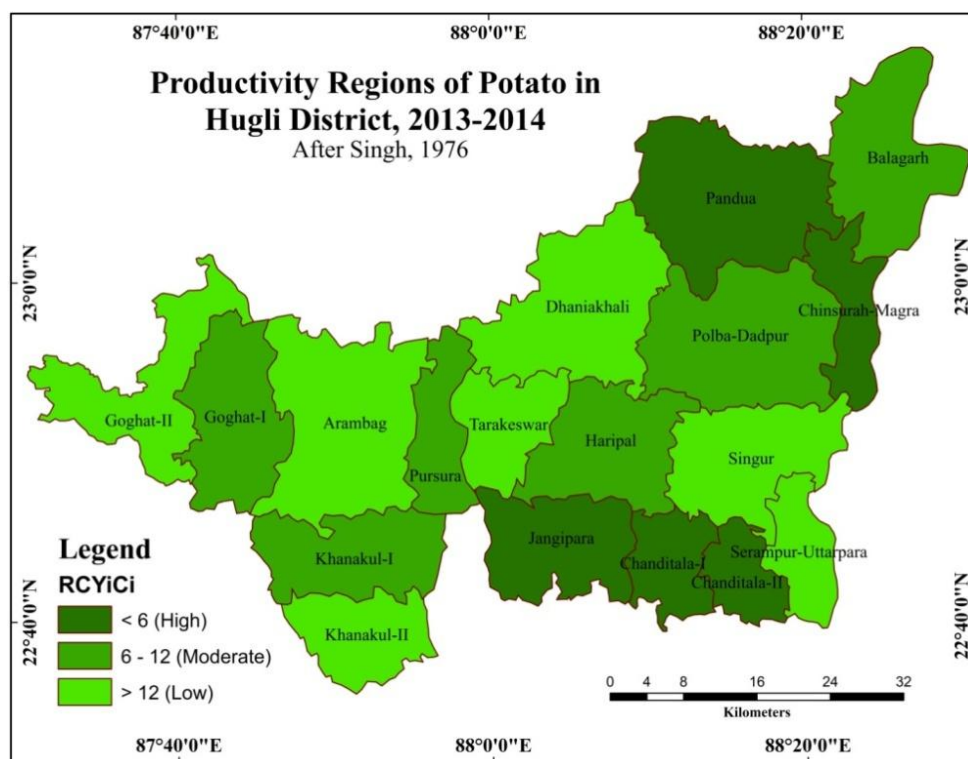 87°40'0"E
88°0'0"E
88°20'0"E
Productivity Regions of Potato in
Hugli District, 2013-2014
After Singh, 1976
Balagarh
Pandua
23°0'0"N
23°0'0"N
Dhaniakhali
Chinsurah-Magra
Polba-Dadpur
Goghat-II
Goghat-I
Arambag
Tarakeswar
Haripal
Singur
Pursura
Legend
RCYiCi
< 6 (High)
6 - 12 (Moderate)
> 12 (Low)
Khanakul-I
Jangipara
Chanditala-I
Serampur-Uttarpara
Chanditala-II
Khanakul-II
22°40'0"N
22°40'0"N
0 4 8 16 24 32
Kilometers
87°40'0"E
88°0'0"E
88°20'0"E